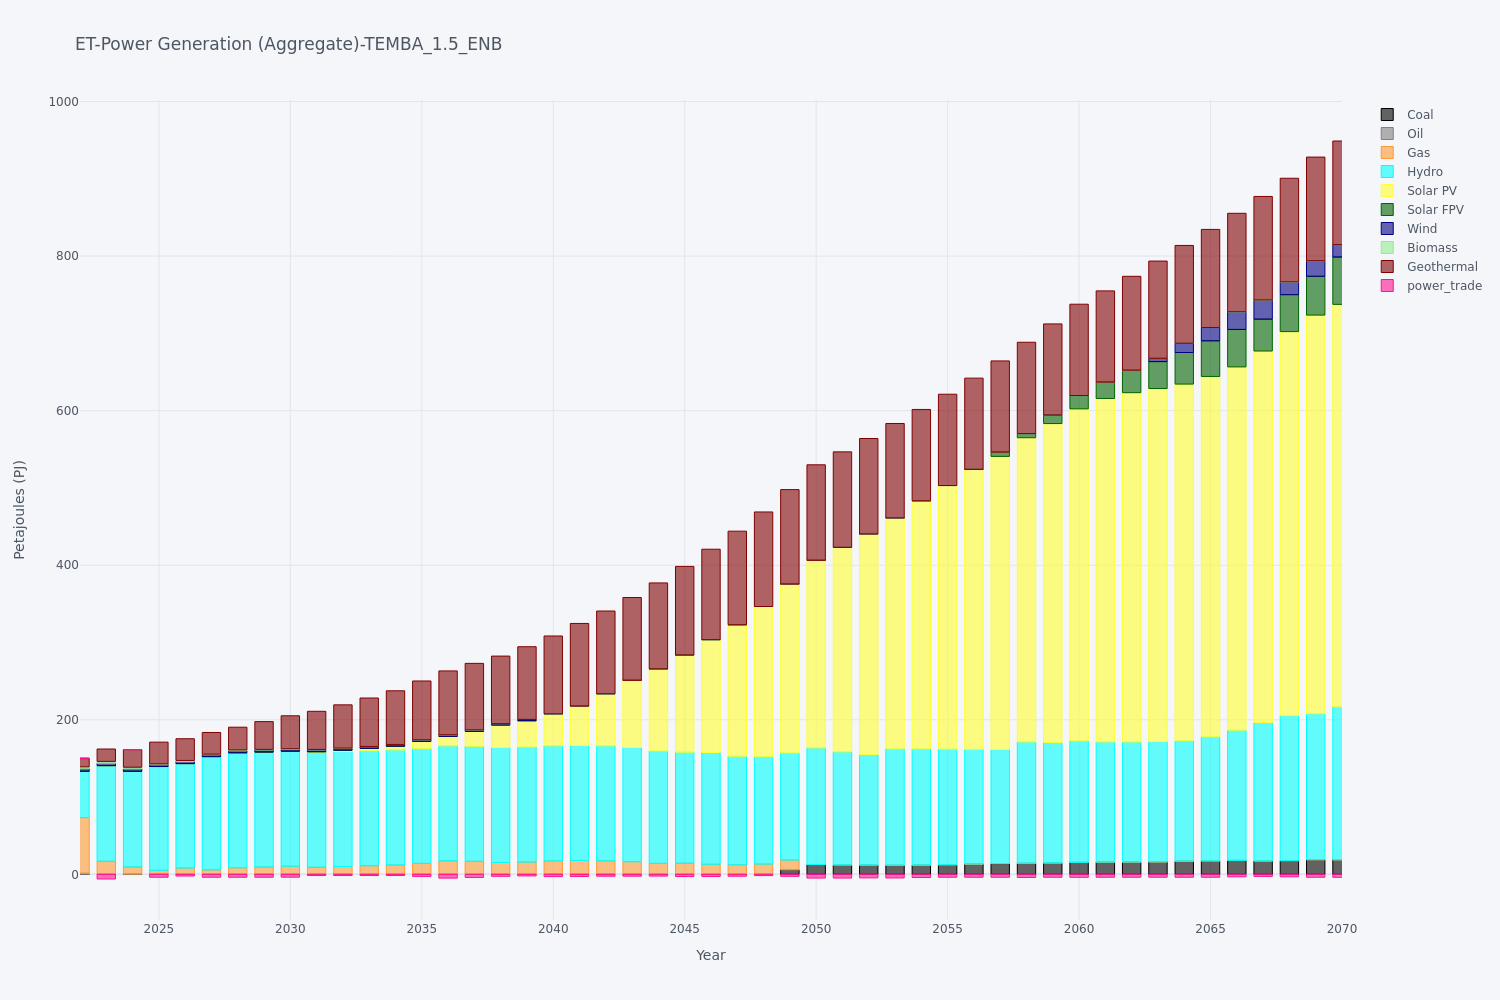 ET-Power Generation (Aggregate)-TEMBA_1.5_ENB
1000
800
600
400
200
0
Petajoules (PJ)
2025
2030
2035
2040
2045
2050
2055
2060
2065
2070
Year
Coal
Oil
Gas
Hydro
Solar PV
Solar FPV
Wind
Biomass
Geothermal
power_trade